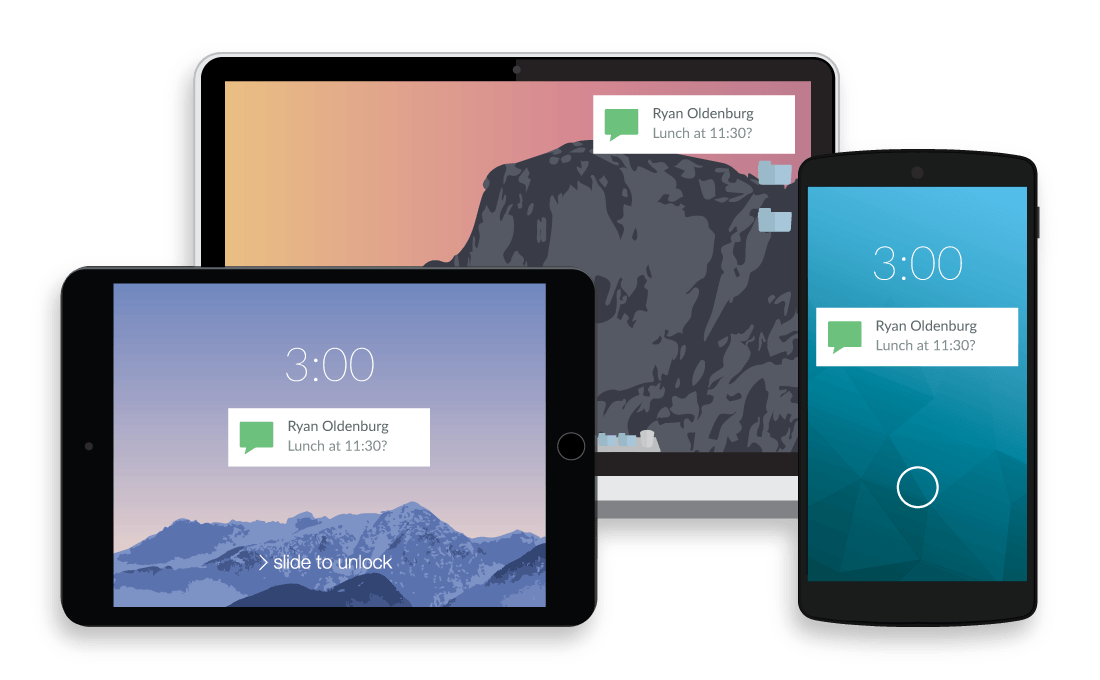 Ryan Oldenburg
Lunch at 11:30?
3:00
Ryan Oldenburg
Lunch at 11:30?
> slide to unlock
3:00
Ryan Oldenburg
Lunch at 11:30?